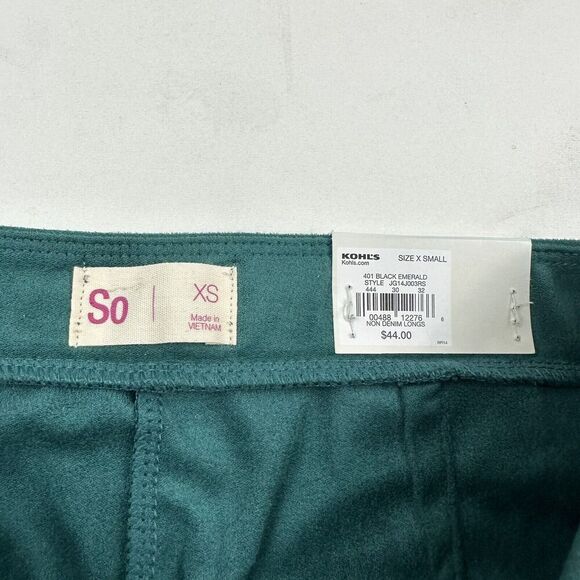 So
XS
Made in
VIETNAM
KOHL'S
Kohls.com
SIZE X SMALL
401 BLACK EMERALD
STYLE JG14J003RS
444 30 32
00488 12276 6
NON DENIM LONGS
$44.00